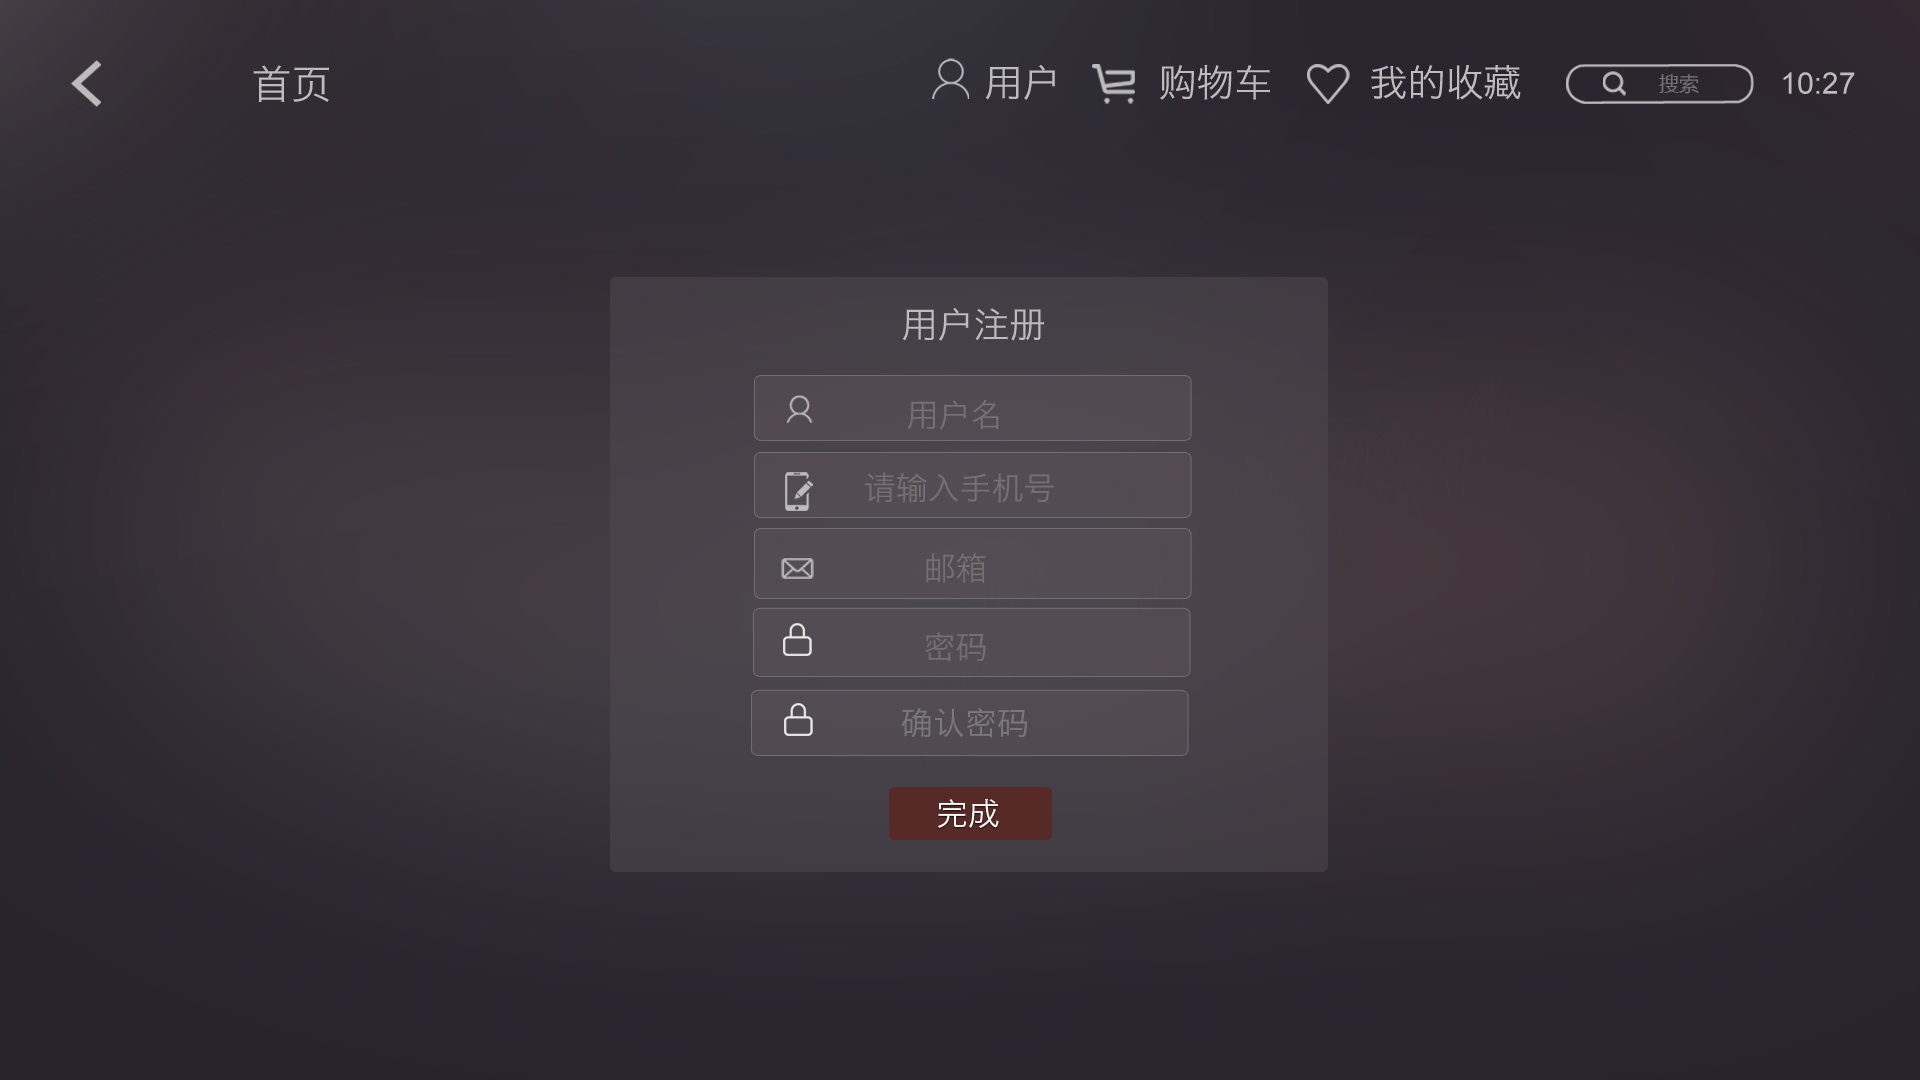 首页 用户 购物车 我的收藏 搜索 10:27
用户注册
用户名
请输入手机号
邮箱
密码
确认密码
完成